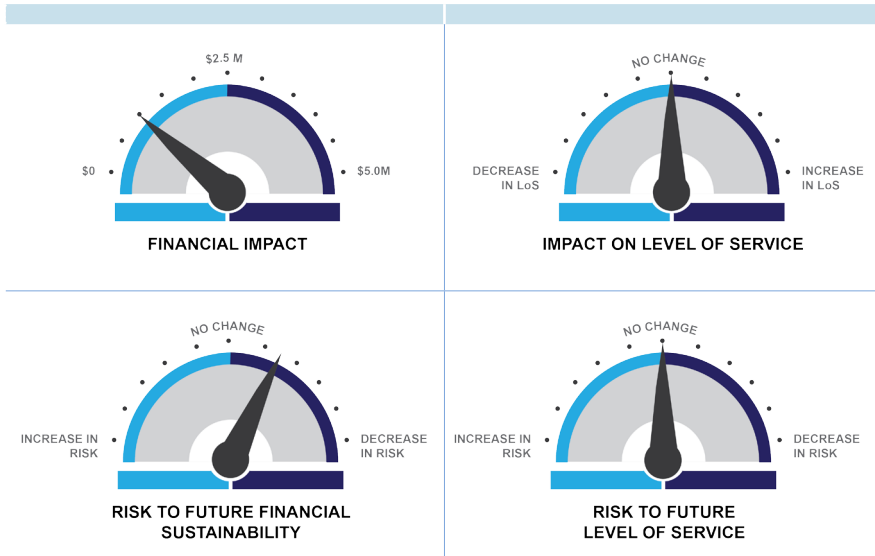 $2.5 M
$0
$5.0M
FINANCIAL IMPACT
NO CHANGE
DECREASE
IN LoS
INCREASE
IN LoS
IMPACT ON LEVEL OF SERVICE
NO CHANGE
INCREASE IN
RISK
DECREASE
IN RISK
RISK TO FUTURE FINANCIAL
SUSTAINABILITY
NO CHANGE
INCREASE IN
RISK
DECREASE
IN RISK
RISK TO FUTURE
LEVEL OF SERVICE